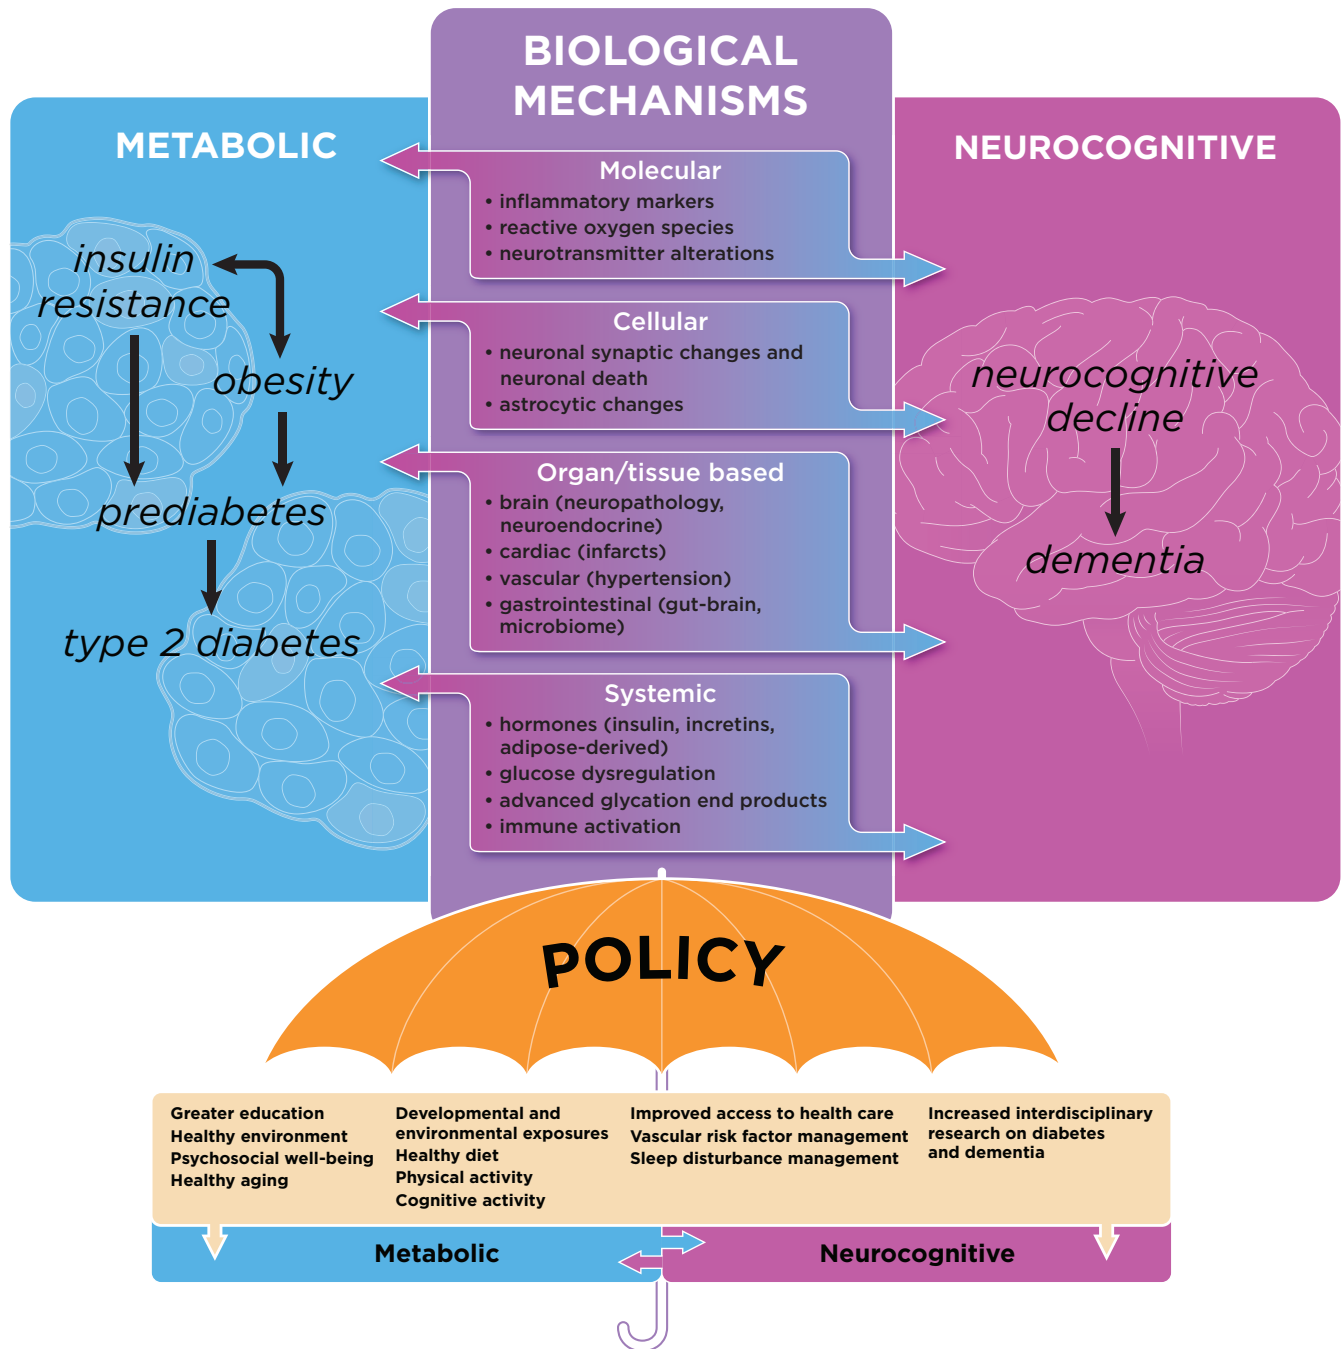 BIOLOGICAL
MECHANISMS
METABOLIC
insulin
resistance
obesity
prediabetes
type 2 diabetes
Molecular
• inflammatory markers
• reactive oxygen species
• neurotransmitter alterations
Cellular
• neuronal synaptic changes and
neuronal death
• astrocytic changes
Organ/tissue based
• brain (neuropathology,
neuroendocrine)
• cardiac (infarcts)
• vascular (hypertension)
• gastrointestinal (gut-brain,
microbiome)
Systemic
• hormones (insulin, incretins,
adipose-derived)
• glucose dysregulation
• advanced glycation end products
• immune activation
NEUROCOGNITIVE
neurocognitive
decline
dementia
POLICY
Greater education
Healthy environment
Psychosocial well-being
Healthy aging
Developmental and
environmental exposures
Healthy diet
Physical activity
Cognitive activity
Improved access to health care
Vascular risk factor management
Sleep disturbance management
Increased interdisciplinary
research on diabetes
and dementia
Metabolic
Neurocognitive